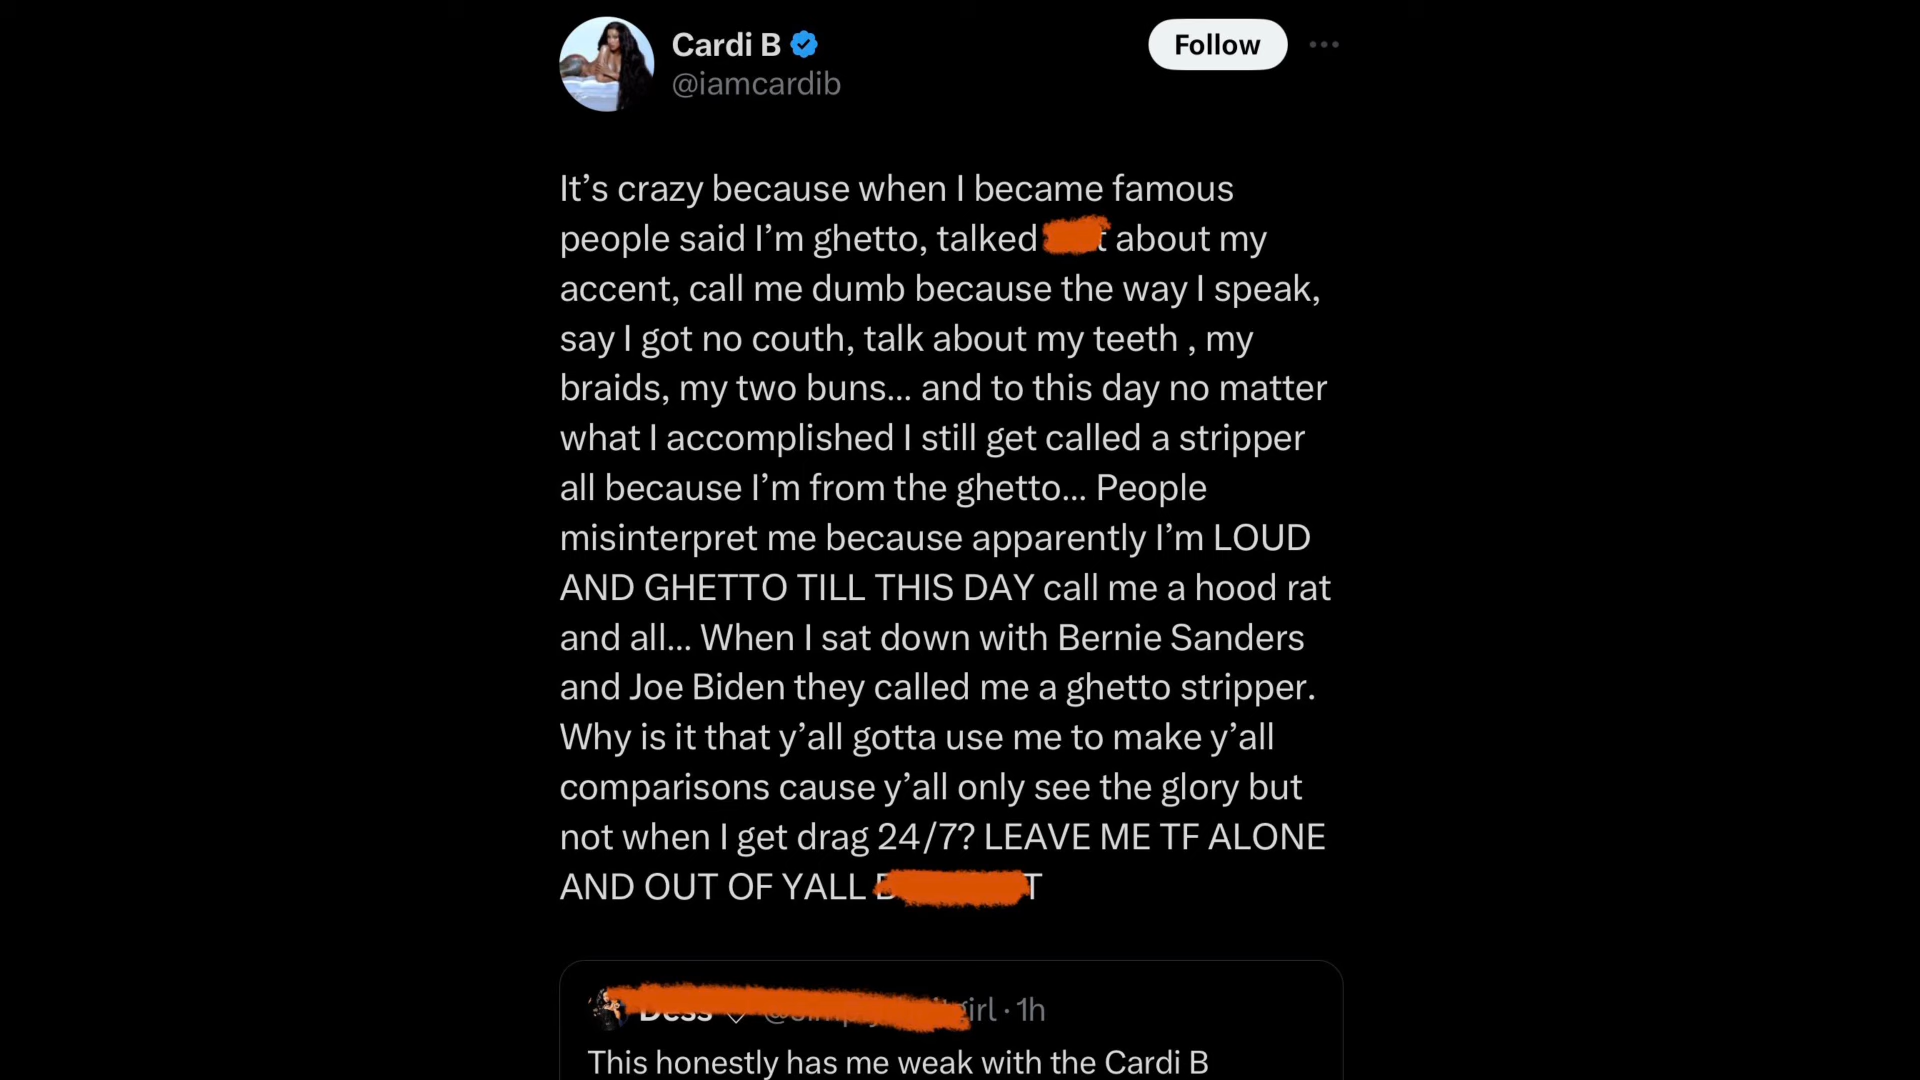 Cardi B
@iamcardib
Follow
It’s crazy because when I became famous
people said I’m ghetto, talked about my
accent, call me dumb because the way I speak,
say I got no couth, talk about my teeth , my
braids, my two buns... and to this day no matter
what I accomplished I still get called a stripper
all because I’m from the ghetto... People
misinterpret me because apparently I’m LOUD
AND GHETTO TILL THIS DAY call me a hood rat
and all... When I sat down with Bernie Sanders
and Joe Biden they called me a ghetto stripper.
Why is it that y’all gotta use me to make y’all
comparisons cause y’all only see the glory but
not when I get drag 24/7? LEAVE ME TF ALONE
AND OUT OF YALL
· 1h
This honestly has me weak with the Cardi B